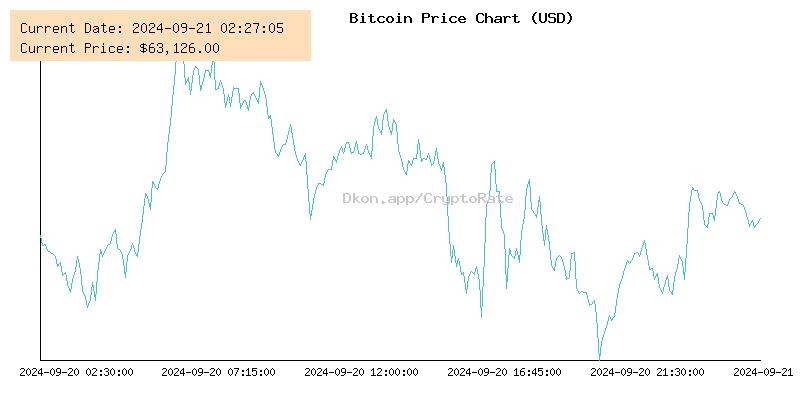 Bitcoin Price Chart (USD)
Current Date: 2024-09-21 02:27:05
Current Price: $63,126.00
Dkon.app/CryptoRate
2024-09-20 02:30:00 2024-09-20 07:15:00 2024-09-20 12:00:00 2024-09-20 16:45:00 2024-09-20 21:30:00 2024-09-21